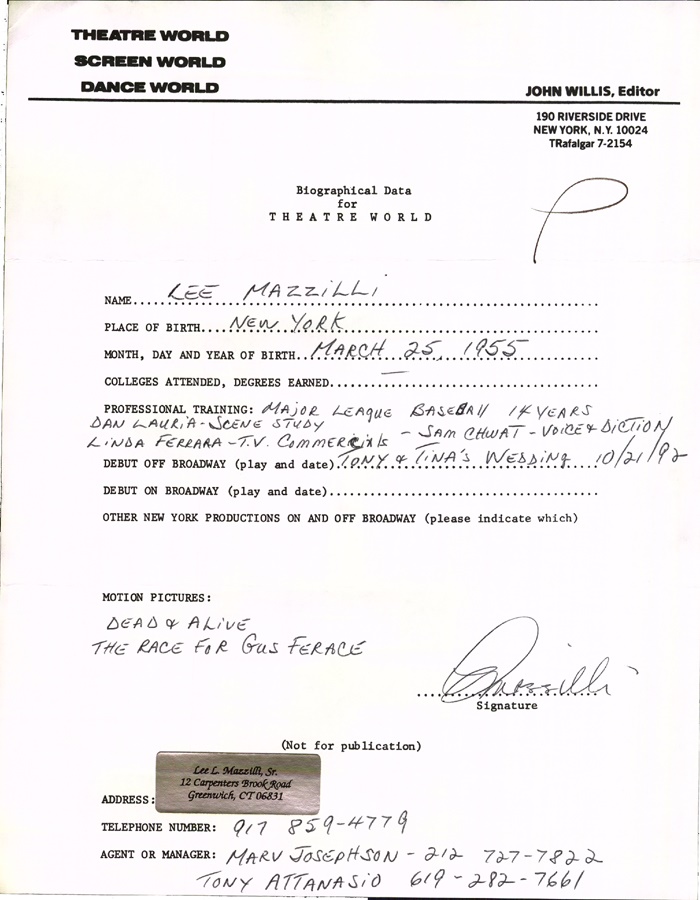 THEATRE WORLD
SCREEN WORLD
DANCE WORLD
JOHN WILLIS, Editor
190 RIVERSIDE DRIVE
NEW YORK, N.Y. 10024
TRafalgar 7-2154
Biographical Data
for
THEATRE WORLD
NAME.... LEE MAZZILLI
PLACE OF BIRTH.... NEW YORK
MONTH, DAY AND YEAR OF BIRTH.. MARCH 25, 1955
COLLEGES ATTENDED, DEGREES EARNED.... —
PROFESSIONAL TRAINING: MAJOR LEAGUE BASEBALL 14 YEARS
DAN LAURIA - SCENE STUDY
LINDA FERRARA - T.V. COMMERCIALS - SAM CHWAT - VOICE & DICTION
DEBUT OFF BROADWAY (play and date). TONY & TINA'S WEDDING 10/21/92
DEBUT ON BROADWAY (play and date)....
OTHER NEW YORK PRODUCTIONS ON AND OFF BROADWAY (please indicate which)
MOTION PICTURES:
DEAD & ALIVE
THE RACE FOR GUS FERACE
L Mazzilli
Signature
(Not for publication)
Lee L. Mazzilli, Sr.
12 Carpenters Brook Road
Greenwich, CT 06831
ADDRESS:
TELEPHONE NUMBER: 917 859-4779
AGENT OR MANAGER: MARV JOSEPHSON - 212 727-7822
TONY ATTANASIO 619-282-7661